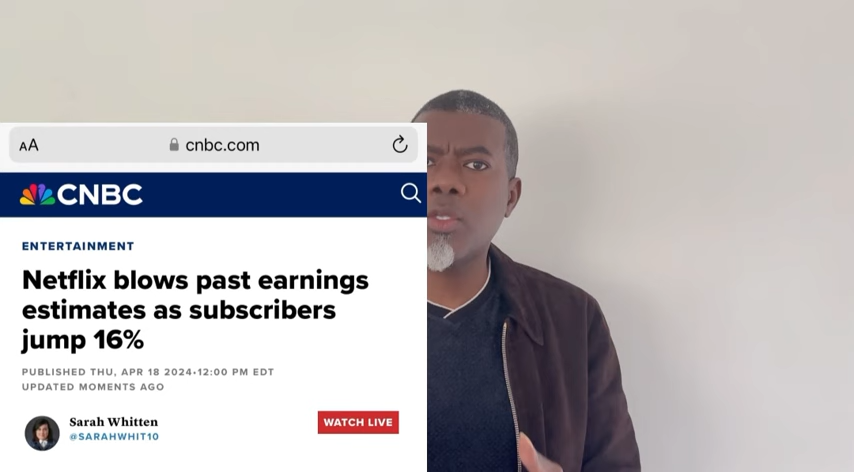 AA cnbc.com
CNBC
ENTERTAINMENT
Netflix blows past earnings
estimates as subscribers
jump 16%
PUBLISHED THU, APR 18 2024•12:00 PM EDT
UPDATED MOMENTS AGO
Sarah Whitten
@SARAHWHIT10
WATCH LIVE